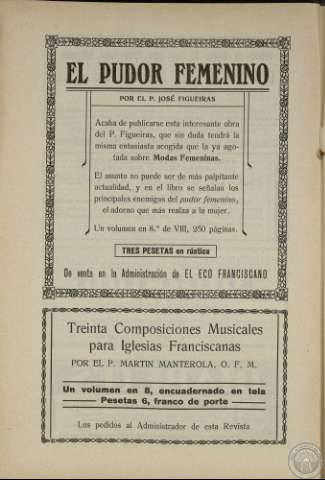 EL PUDOR FEMENINO
POR EL P. JOSÉ FIGUEIRAS
Acaba de publicarse esta interesante obra
del P. Figueiras, que sin duda tendrá la
misma entusiasta acogida que la ya ago-
tada sobre Modas Femeninas.
El asunto no puede ser de más palpitante
actualidad, y en el libro se señalan los
principales enemigos del pudor femenino,
el adorno que más realza a la mujer.
Un volumen en 8.º de VIII, 250 páginas.
TRES PESETAS en rústica
De venta en la Administración de EL ECO FRANCISCANO
Treinta Composiciones Musicales
para Iglesias Franciscanas
POR EL P. MARTIN MANTEROLA, O. F. M.
Un volumen en 8, encuadernado en tela
Pesetas 6, franco de porte
Los pedidos al Administrador de esta Revista